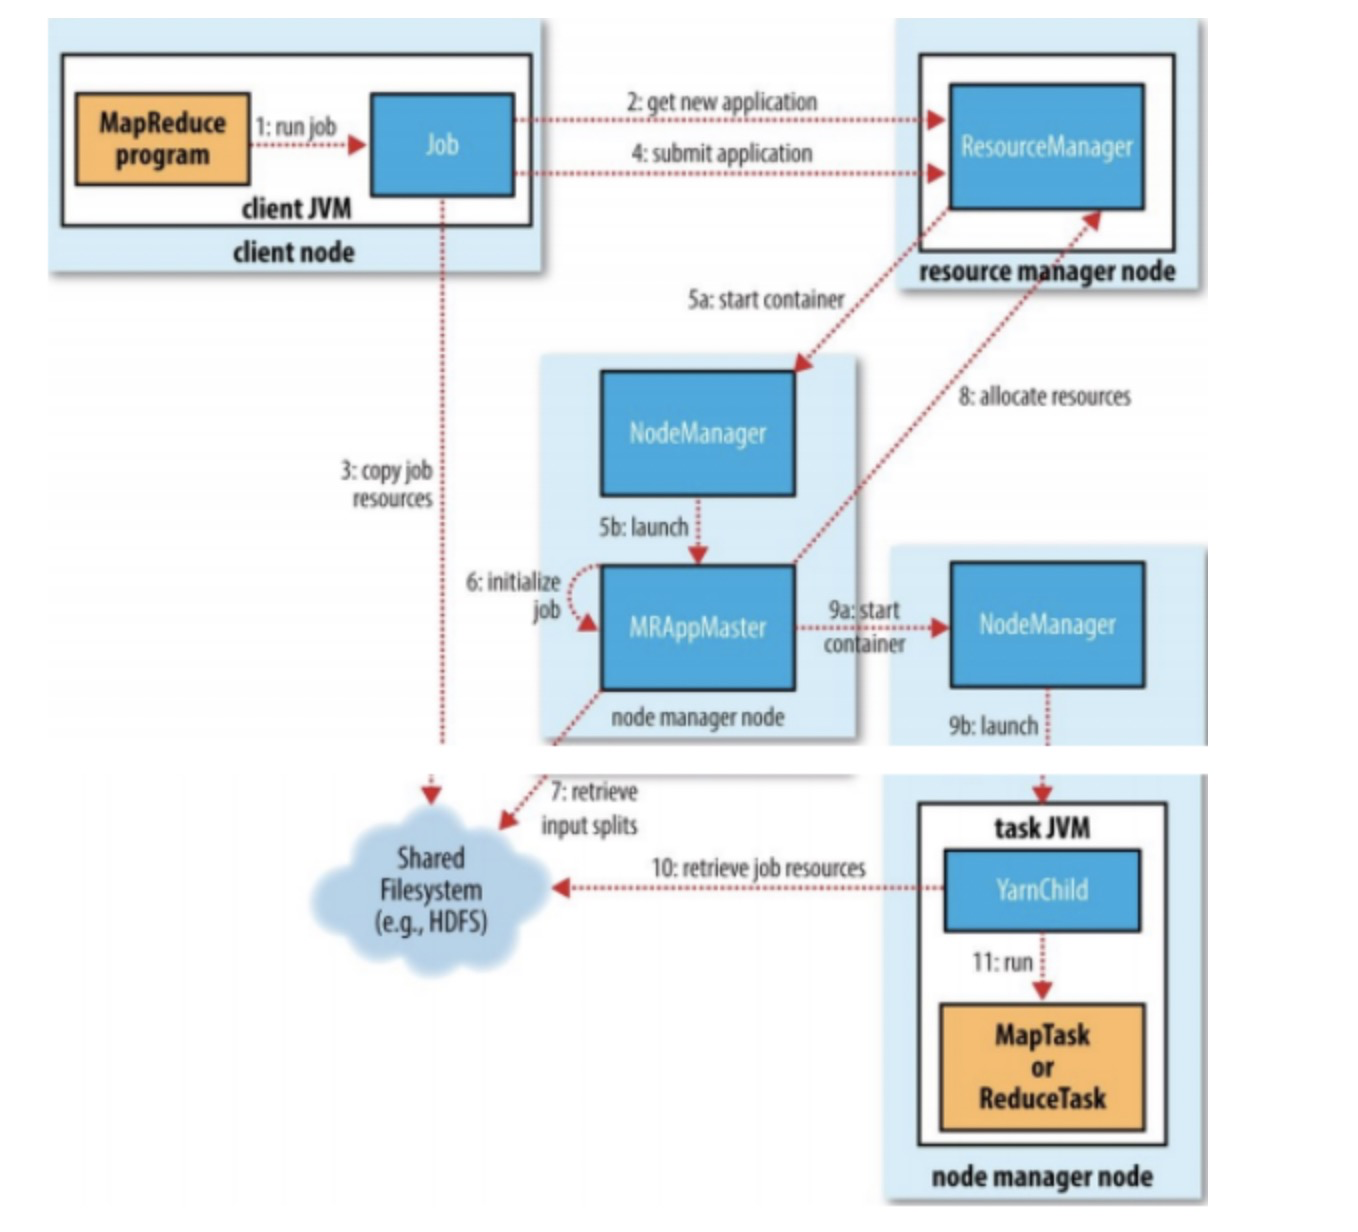 MapReduce
program
1: run job
Job
client JVM
client node
2: get new application
4: submit application
ResourceManager
resource manager node
5a: start container
8: allocate resources
3: copy job
resources
NodeManager
5b: launch
6: initialize
job
MRAppMaster
node manager node
9a: start
container
NodeManager
9b: launch
7: retrieve
input splits
Shared
Filesystem
(e.g., HDFS)
10: retrieve job resources
task JVM
YarnChild
11: run
MapTask
or
ReduceTask
node manager node